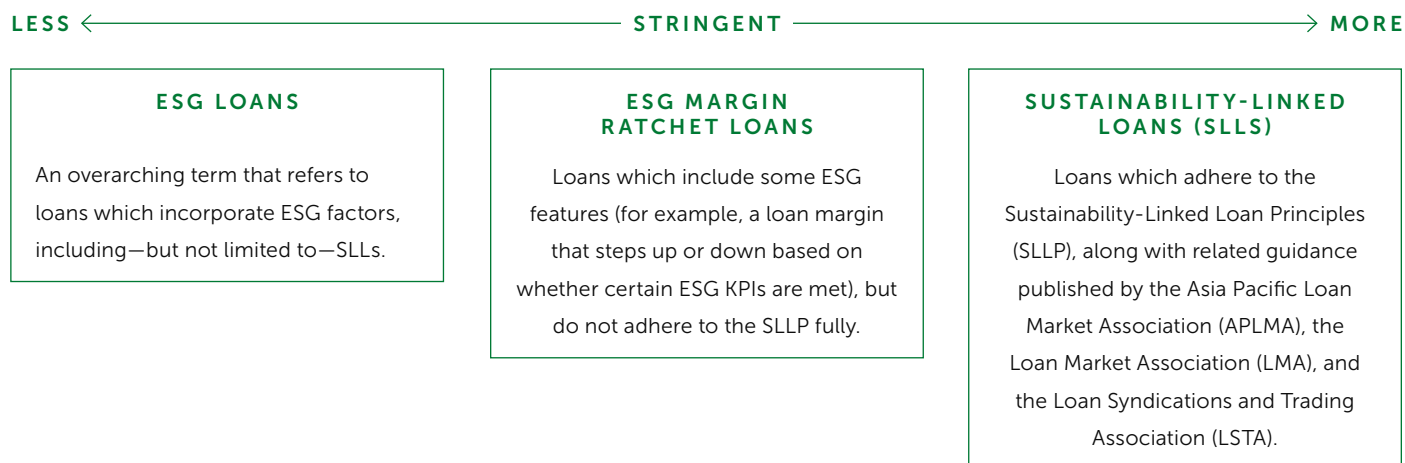 LESS STRINGENT MORE
ESG LOANS
An overarching term that refers to
loans which incorporate ESG factors,
including—but not limited to—SLLs.
ESG MARGIN
RATCHET LOANS
Loans which include some ESG
features (for example, a loan margin
that steps up or down based on
whether certain ESG KPIs are met), but
do not adhere to the SLLP fully.
SUSTAINABILITY-LINKED
LOANS (SLLS)
Loans which adhere to the
Sustainability-Linked Loan Principles
(SLLP), along with related guidance
published by the Asia Pacific Loan
Market Association (APLMA), the
Loan Market Association (LMA), and
the Loan Syndications and Trading
Association (LSTA).